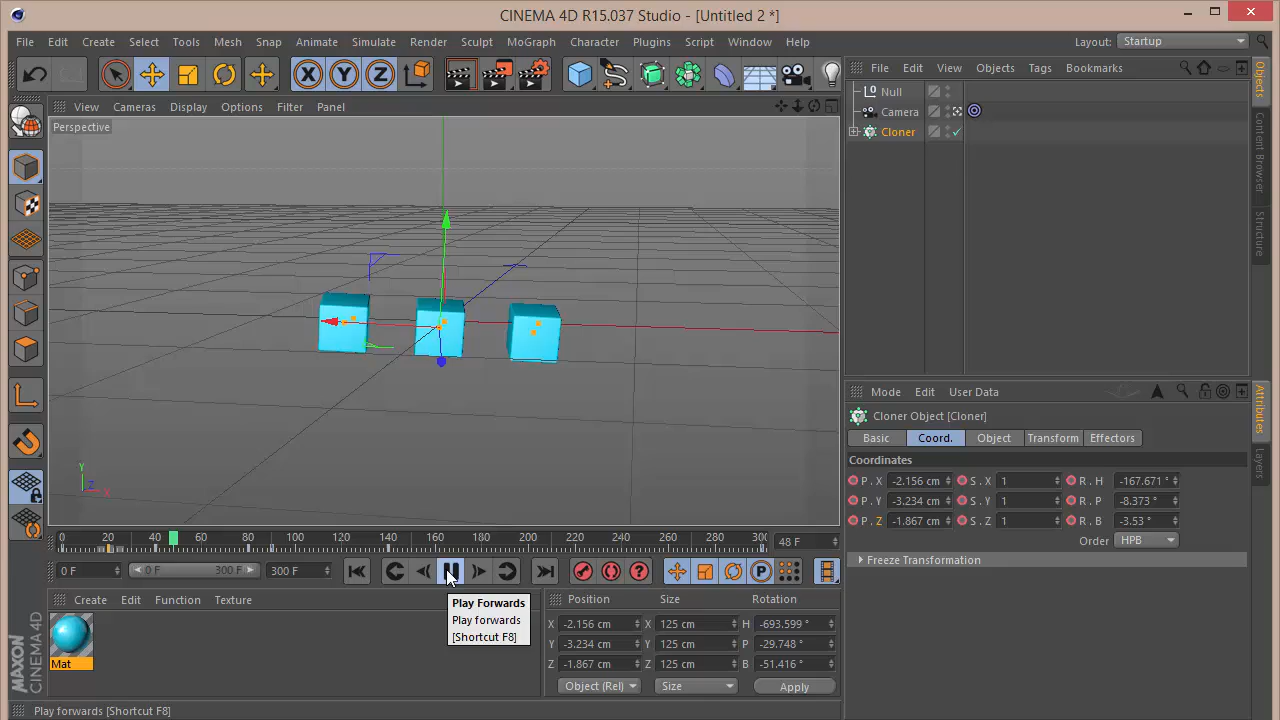 CINEMA 4D R15.037 Studio - [Untitled 2 *]
File Edit Create Select Tools Mesh Snap Animate Simulate Render Sculpt MoGraph Character Plugins Script Window Help Layout: Startup
X Y Z
View Cameras Display Options Filter Panel
Perspective
Y
Z X
File Edit View Objects Tags Bookmarks
Null
Camera
Cloner
Objects
Content Browser
Structure
Mode Edit User Data
Cloner Object [Cloner]
Basic Coord. Object Transform Effectors
Coordinates
P . X -2.156 cm S . X 1 R . H -167.671 °
P . Y -3.234 cm S . Y 1 R . P -8.373 °
P . Z -1.867 cm S . Z 1 R . B -3.53 °
Order HPB
Freeze Transformation
Attributes
Layers
0 20 40 60 80 100 120 140 160 180 200 220 240 260 280 300 48 F
0 F 0 F 300 F 300 F
P
Play Forwards
Play forwards
[Shortcut F8]
Create Edit Function Texture
Mat
MAXON
CINEMA 4D
Position Size Rotation
X -2.156 cm X 125 cm H -693.599 °
Y -3.234 cm Y 125 cm P -29.748 °
Z -1.867 cm Z 125 cm B -51.416 °
Object (Rel) Size Apply
Play forwards [Shortcut F8]